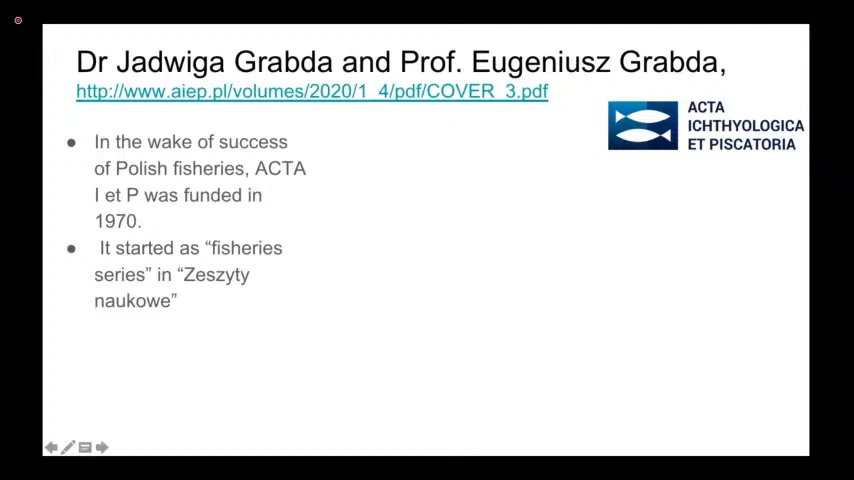 Dr Jadwiga Grabda and Prof. Eugeniusz Grabda,
http://www.aiep.pl/volumes/2020/1_4/pdf/COVER_3.pdf
ACTA
ICHTHYOLOGICA
ET PISCATORIA
● In the wake of success
of Polish fisheries, ACTA
I et P was funded in
1970.
● It started as “fisheries
series” in “Zeszyty
naukowe”